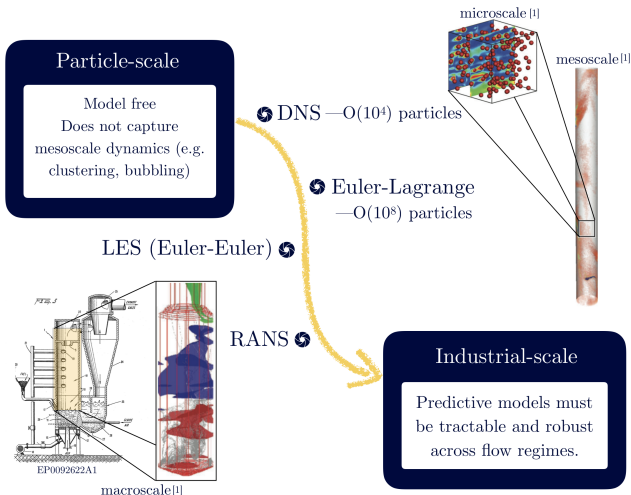 microscale [1]
mesoscale [1]
Particle-scale
Model free
Does not capture
mesoscale dynamics (e.g.
clustering, bubbling)
DNS —O(10⁴) particles
Euler-Lagrange
—O(10⁸) particles
LES (Euler-Euler)
RANS
EP0092622A1
macroscale [1]
Industrial-scale
Predictive models must
be tractable and robust
across flow regimes.